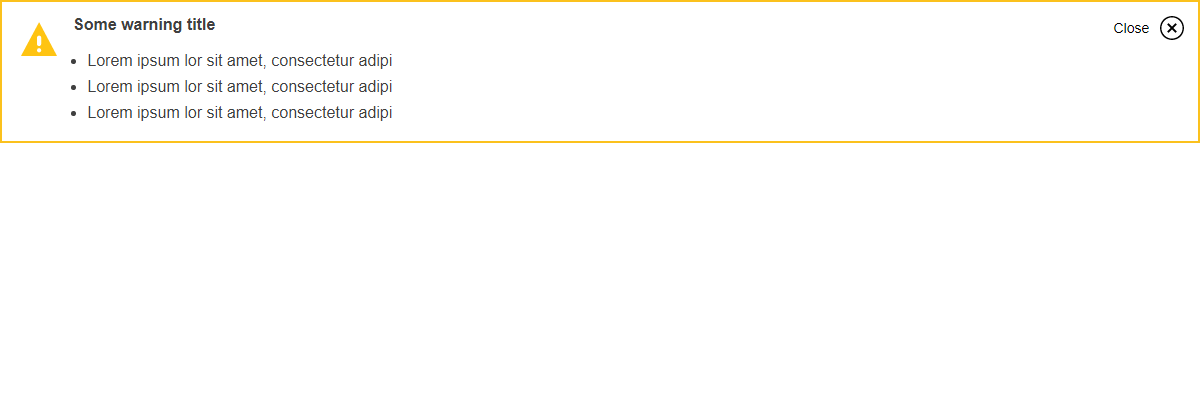 Some warning title
Close
Lorem ipsum lor sit amet, consectetur adipi
Lorem ipsum lor sit amet, consectetur adipi
Lorem ipsum lor sit amet, consectetur adipi